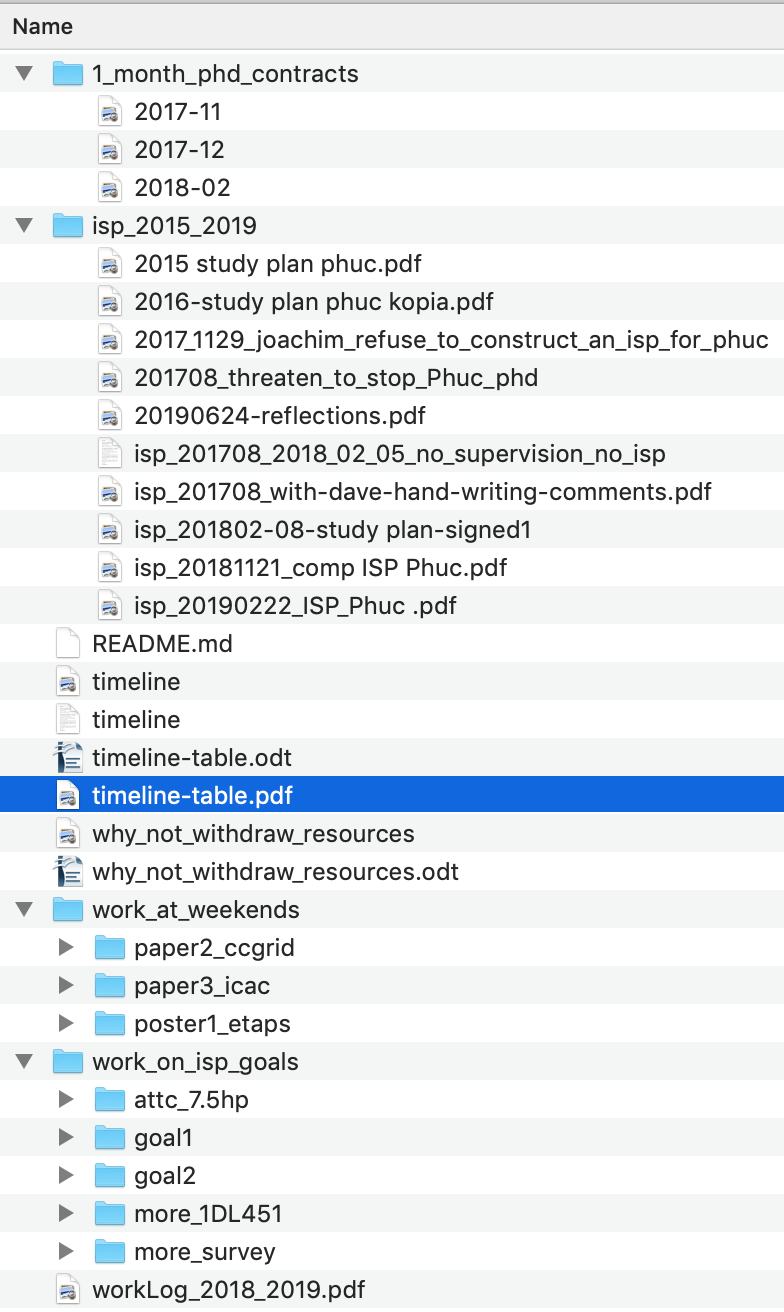 Name
1_month_phd_contracts
2017-11
2017-12
2018-02
isp_2015_2019
2015 study plan phuc.pdf
2016-study plan phuc kopia.pdf
2017_1129_joachim_refuse_to_construct_an_isp_for_phuc
201708_threaten_to_stop_Phuc_phd
20190624-reflections.pdf
isp_201708_2018_02_05_no_supervision_no_isp
isp_201708_with-dave-hand-writing-comments.pdf
isp_201802-08-study plan-signed1
isp_20181121_comp ISP Phuc.pdf
isp_20190222_ISP_Phuc .pdf
README.md
timeline
timeline
timeline-table.odt
timeline-table.pdf
why_not_withdraw_resources
why_not_withdraw_resources.odt
work_at_weekends
paper2_ccgrid
paper3_icac
poster1_etaps
work_on_isp_goals
attc_7.5hp
goal1
goal2
more_1DL451
more_survey
workLog_2018_2019.pdf